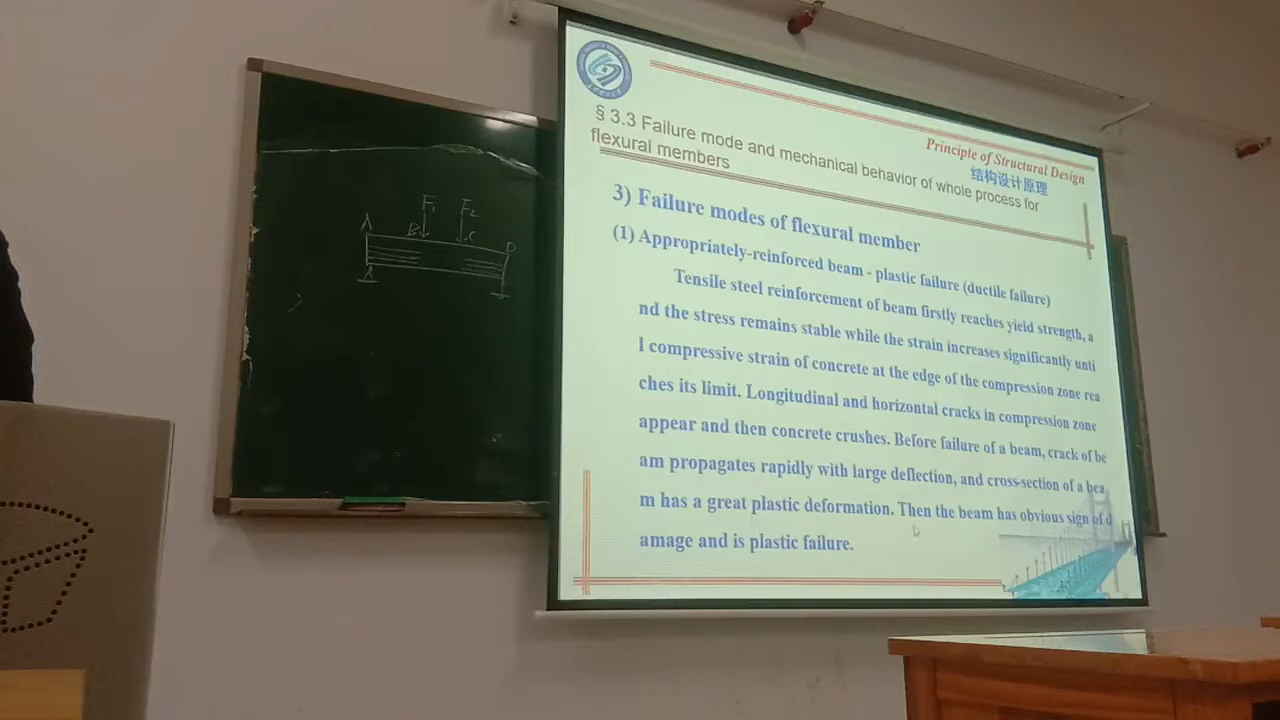 § 3.3 Failure mode and mechanical behavior of whole process for
flexural members
Principle of Structural Design
结构设计原理
3) Failure modes of flexural member
(1) Appropriately-reinforced beam - plastic failure (ductile failure)
Tensile steel reinforcement of beam firstly reaches yield strength, a
nd the stress remains stable while the strain increases significantly unti
l compressive strain of concrete at the edge of the compression zone rea
ches its limit. Longitudinal and horizontal cracks in compression zone
appear and then concrete crushes. Before failure of a beam, crack of be
am propagates rapidly with large deflection, and cross-section of a bea
m has a great plastic deformation. Then the beam has obvious sign of d
amage and is plastic failure.
F₁ F₂
A B C D